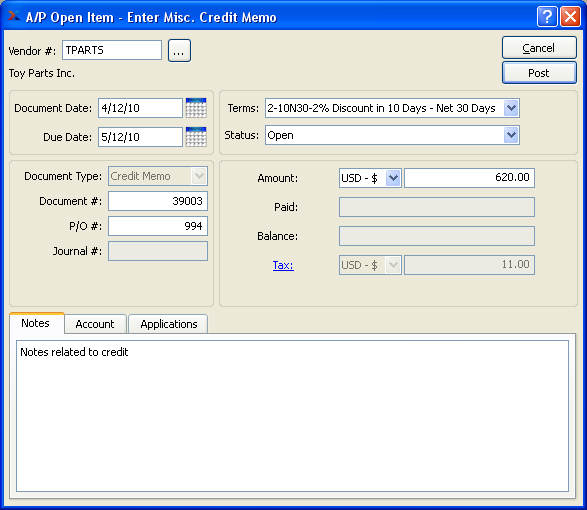 A/P Open Item - Enter Misc. Credit Memo
Vendor #: TPARTS ...
Cancel
Toy Parts Inc.
Post
Document Date: 4/12/10
Due Date: 5/12/10
Terms: 2-10N30-2% Discount in 10 Days - Net 30 Days
Status: Open
Document Type: Credit Memo
Document #: 39003
P/O #: 994
Journal #:
Amount: USD - $ 620.00
Paid:
Balance:
Tax: USD - $ 11.00
Notes Account Applications
Notes related to credit